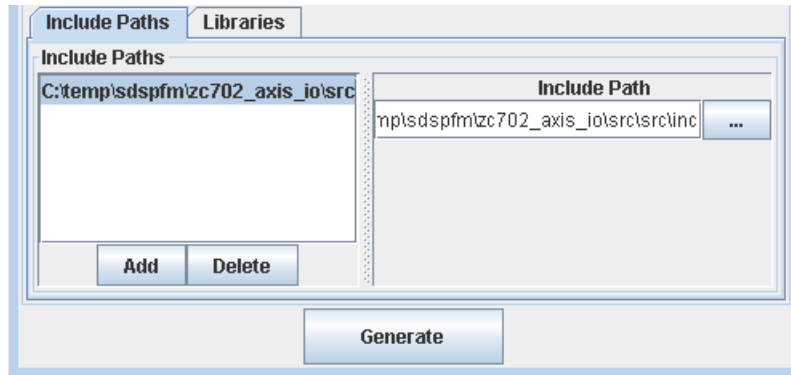 Include Paths Libraries
Include Paths
C:\temp\sdspfm\zc702_axis_io\src
Include Path
mp\sdspfm\zc702_axis_io\src\src\inc
...
Add Delete
Generate